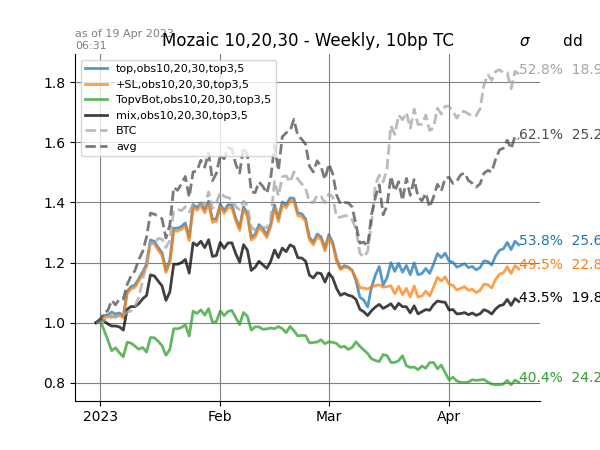 as of 19 Apr 2023
06:31
Mozaic 10,20,30 - Weekly, 10bp TC
σ dd
top,obs10,20,30,top3,5
+SL,obs10,20,30,top3,5
TopvBot,obs10,20,30,top3,5
mix,obs10,20,30,top3,5
BTC
avg
1.8
1.6
1.4
1.2
1.0
0.8
52.8% 18.9
62.1% 25.2
53.8% 25.6
49.5% 22.8
43.5% 19.8
40.4% 24.2
2023 Feb Mar Apr